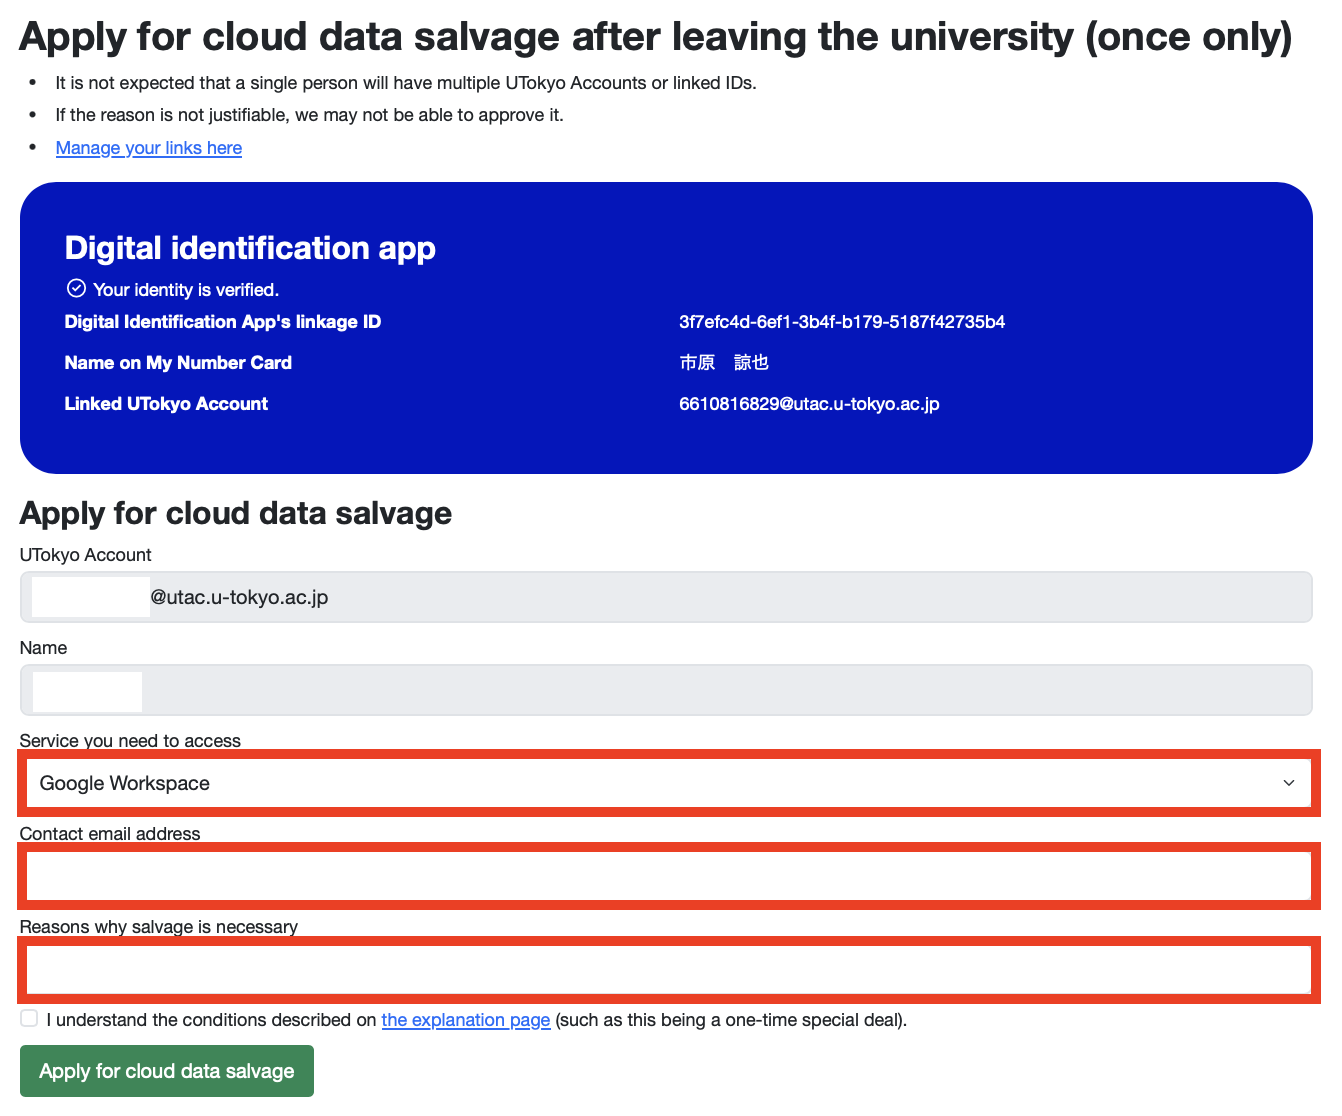 Apply for cloud data salvage after leaving the university (once only)
• It is not expected that a single person will have multiple UTokyo Accounts or linked IDs.
• If the reason is not justifiable, we may not be able to approve it.
• Manage your links here
Digital identification app
Your identity is verified.
Digital Identification App's linkage ID 3f7efc4d-6ef1-3b4f-b179-5187f42735b4
Name on My Number Card 市原　諒也
Linked UTokyo Account 6610816829@utac.u-tokyo.ac.jp
Apply for cloud data salvage
UTokyo Account
@utac.u-tokyo.ac.jp
Name
Service you need to access
Google Workspace
Contact email address
Reasons why salvage is necessary
I understand the conditions described on the explanation page (such as this being a one-time special deal).
Apply for cloud data salvage